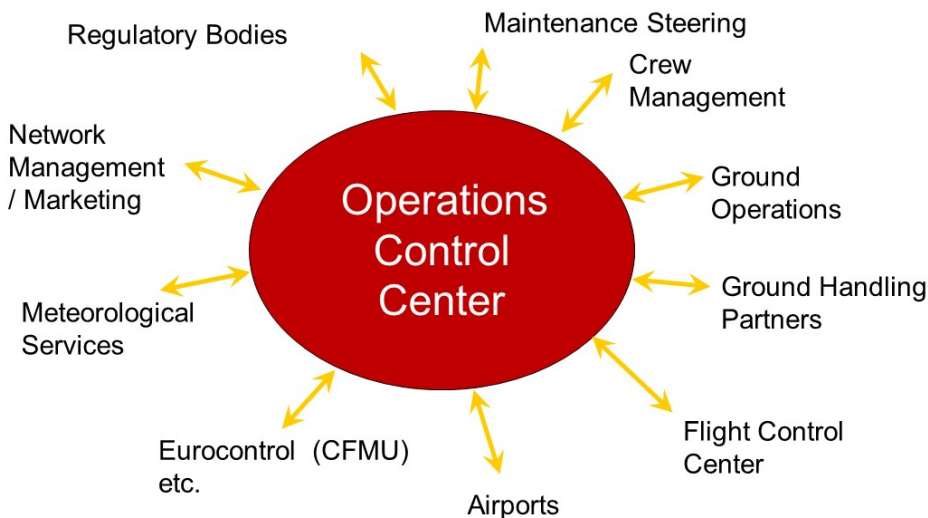 Regulatory Bodies
Maintenance Steering
Crew
Management
Network
Management
/ Marketing
Operations
Control
Center
Ground
Operations
Meteorological
Services
Ground Handling
Partners
Eurocontrol (CFMU)
etc.
Flight Control
Center
Airports